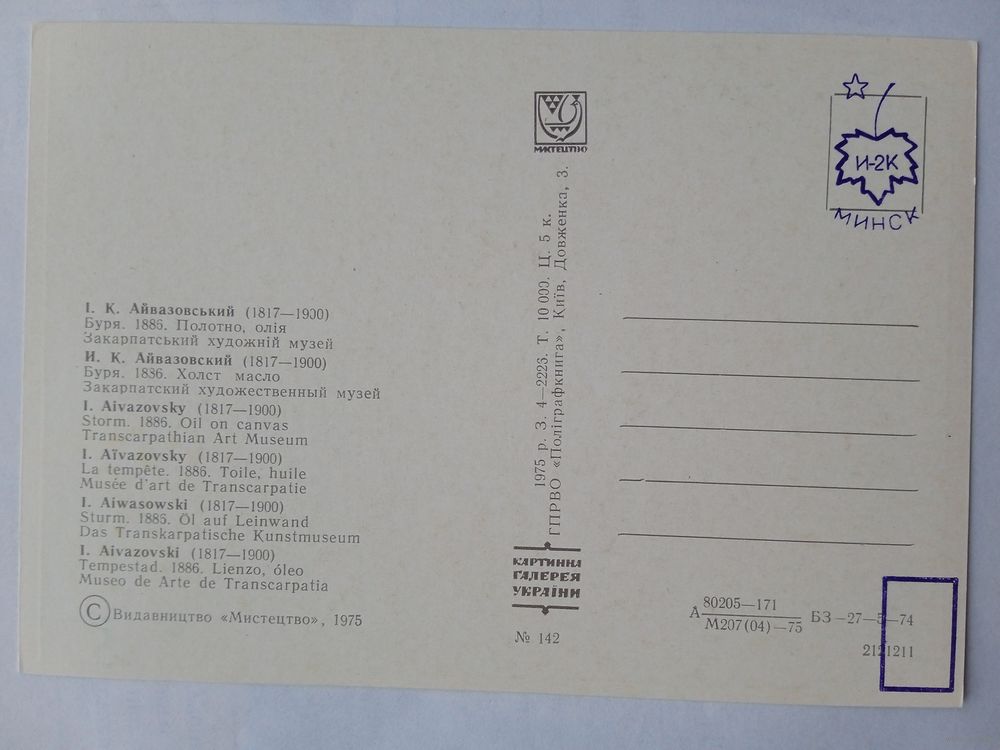 І. К. Айвазовський (1817—1900)
Буря. 1886. Полотно, олія
Закарпатський художній музей
И. К. Айвазовский (1817—1900)
Буря. 1886. Холст масло
Закарпатский художественный музей
I. Aivazovsky (1817—1900)
Storm. 1886. Oil on canvas
Transcarpathian Art Museum
I. Aïvazovsky (1817—1900)
La tempête. 1886. Toile, huile
Musée d'art de Transcarpatie
I. Aiwasowski (1817—1900)
Sturm. 1886. Öl auf Leinwand
Das Transkarpatische Kunstmuseum
I. Aivazovski (1817—1900)
Tempestad. 1886. Lienzo, óleo
Museo de Arte de Transcarpatia
© Видавництво «Мистецтво», 1975
МИСТЕЦТВО
1975 р. З. 4—2223. Т. 10 000. Ц. 5 к.
ГПРВО «Поліграфкнига», Київ, Довженка, 3.
КАРТИННА
ГАЛЕРЕЯ
УКРАЇНИ
№ 142
И-2К
МИНСК
А 80205—171
М207(04)—75
БЗ—27—5—74
2121211